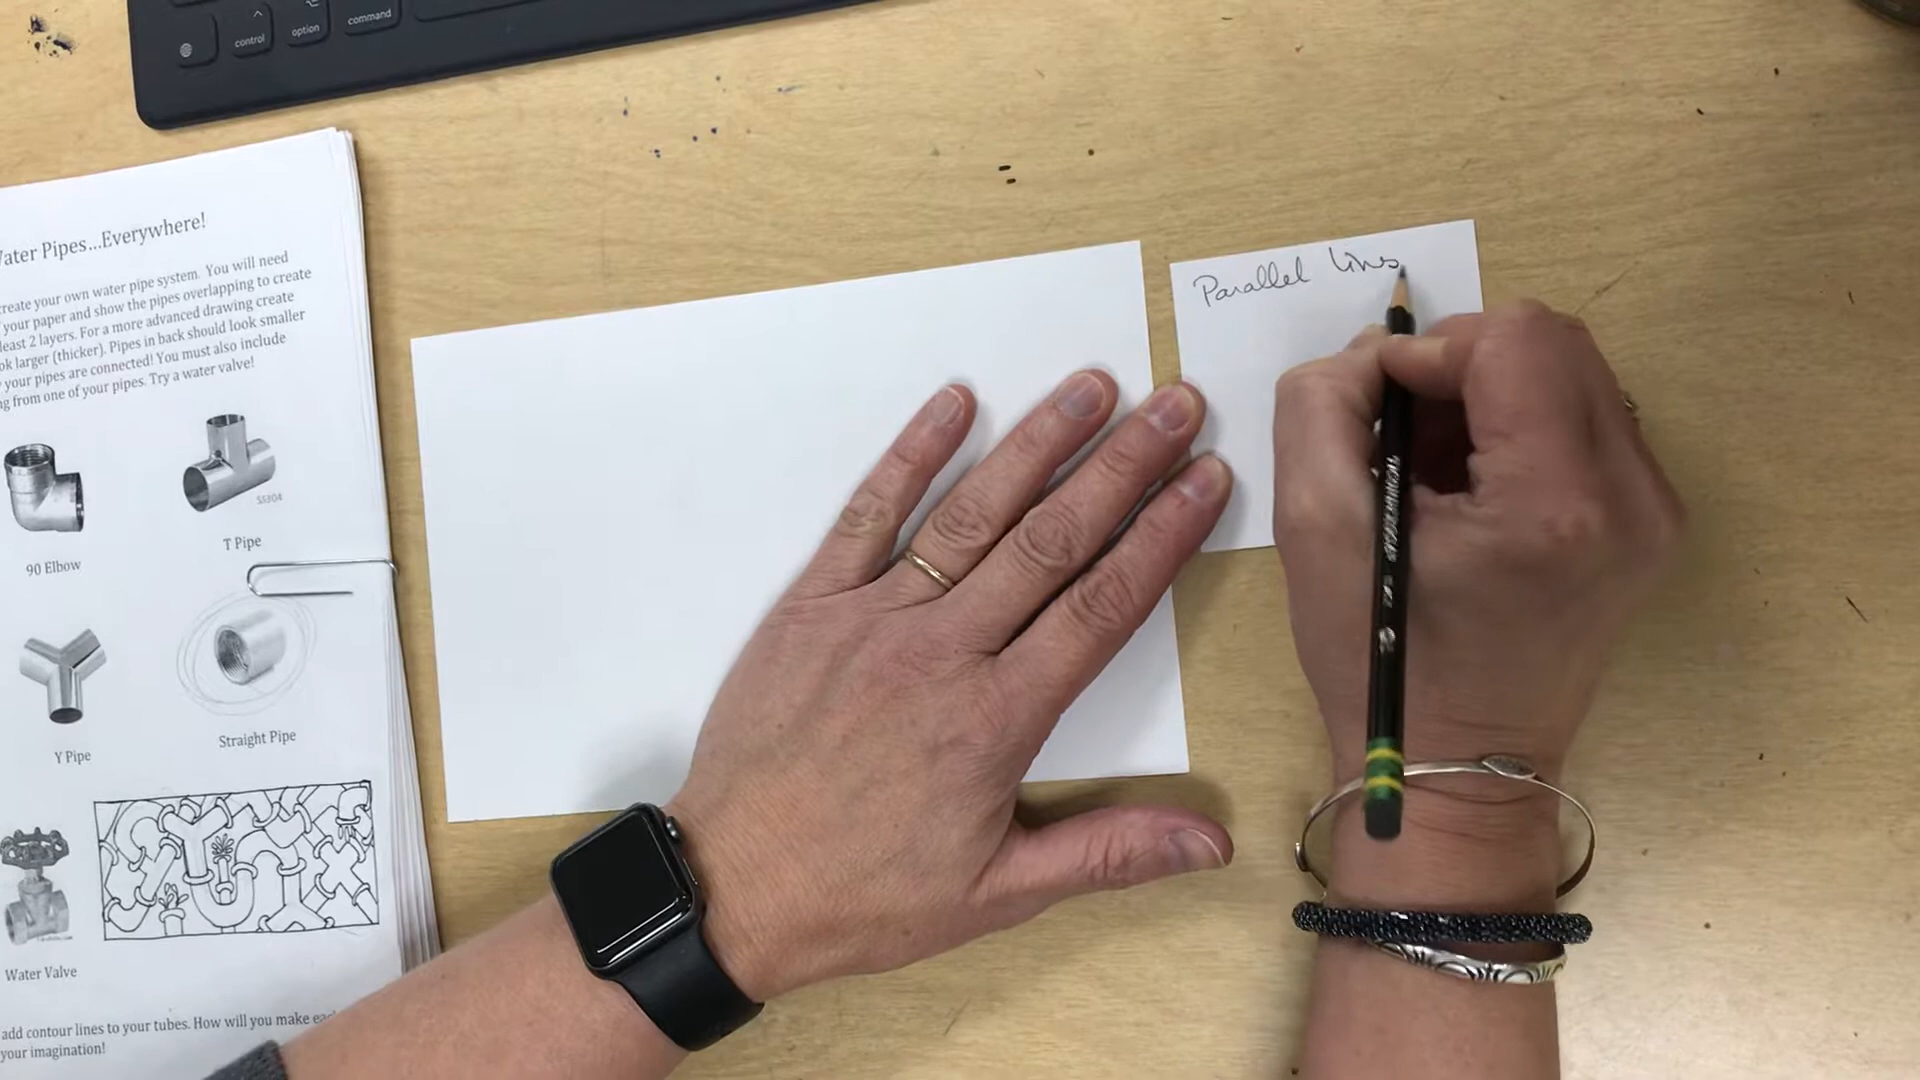 control
option
command
Water Pipes...Everywhere!
create your own water pipe system. You will need
your paper and show the pipes overlapping to create
least 2 layers. For a more advanced drawing create
look larger (thicker). Pipes in back should look smaller
your pipes are connected! You must also include
from one of your pipes. Try a water valve!
SS304
90 Elbow
T Pipe
Y Pipe
Straight Pipe
Water Valve
add contour lines to your tubes. How will you make
your imagination!
Parallel lines
TICONDEROGA